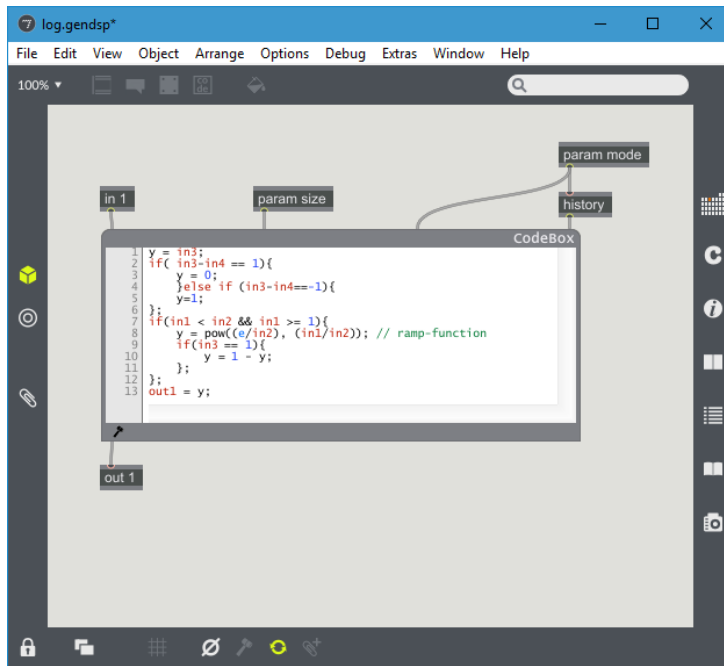 log.gendsp*
File Edit View Object Arrange Options Debug Extras Window Help
100%
param mode
in 1
param size
history
CodeBox
1 y = in3;
2 if( in3-in4 == 1){
3 y = 0;
4 }else if (in3-in4==-1){
5 y=1;
6 };
7 if(in1 < in2 && in1 >= 1){
8 y = pow((e/in2), (in1/in2)); // ramp-function
9 if(in3 == 1){
10 y = 1 - y;
11 };
12 };
13 out1 = y;
out 1